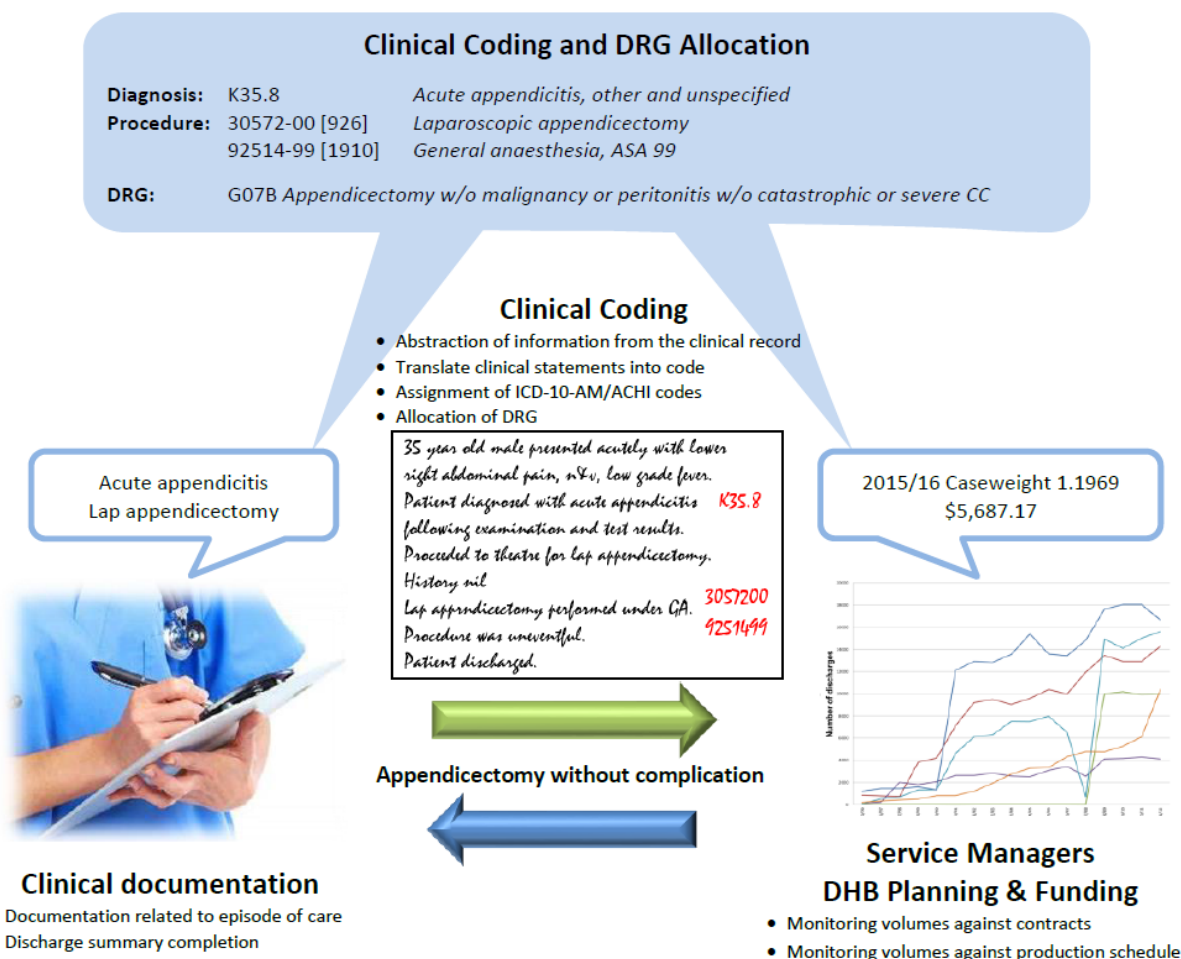 Clinical Coding and DRG Allocation
Diagnosis: K35.8 Acute appendicitis, other and unspecified
Procedure: 30572-00 [926] Laparoscopic appendicectomy
92514-99 [1910] General anaesthesia, ASA 99
DRG: G07B Appendicectomy w/o malignancy or peritonitis w/o catastrophic or severe CC
Clinical Coding
• Abstraction of information from the clinical record
• Translate clinical statements into code
• Assignment of ICD-10-AM/ACHI codes
• Allocation of DRG
Acute appendicitis
Lap appendicectomy
35 year old male presented acutely with lower
right abdominal pain, n&v, low grade fever.
Patient diagnosed with acute appendicitis K35.8
following examination and test results.
Proceeded to theatre for lap appendicectomy.
History nil
Lap apprndicectomy performed under GA. 3057200
Procedure was uneventful. 9251499
Patient discharged.
2015/16 Caseweight 1.1969
$5,687.17
Number of discharges
Appendicectomy without complication
Clinical documentation
Documentation related to episode of care
Discharge summary completion
Service Managers
DHB Planning & Funding
• Monitoring volumes against contracts
• Monitoring volumes against production schedule